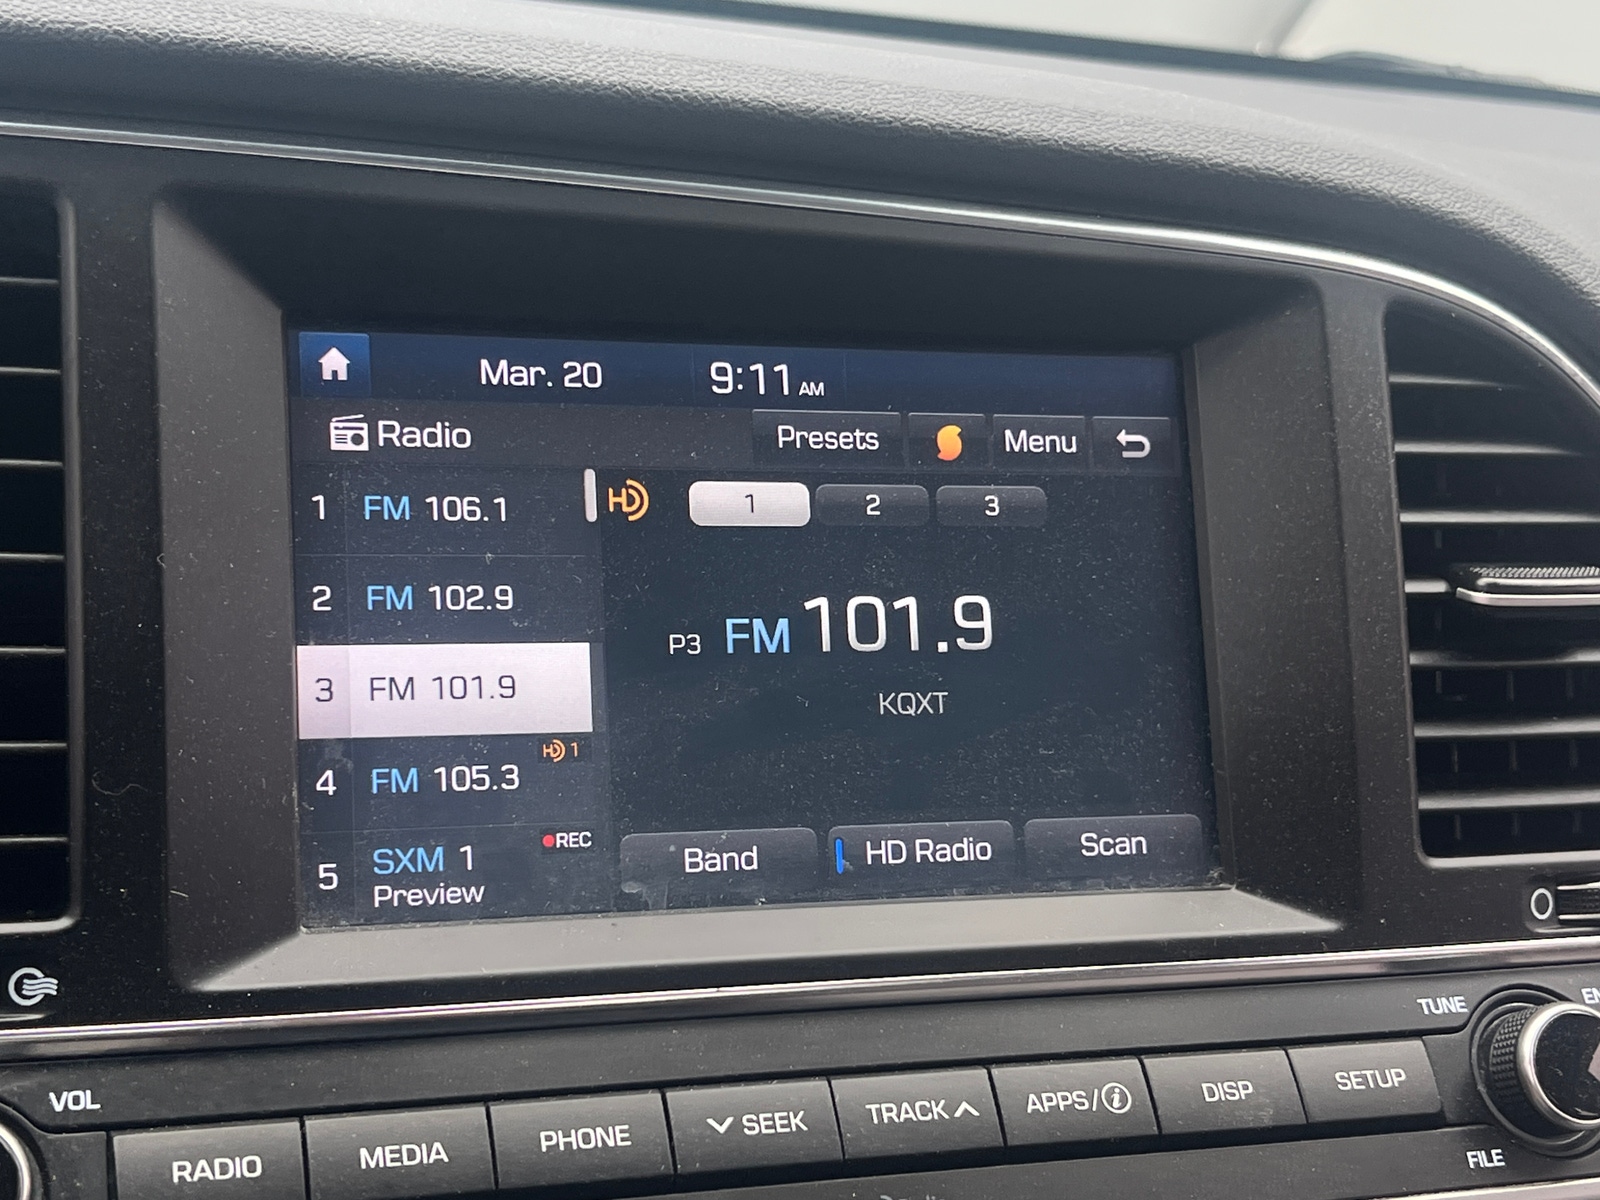 Mar. 20 9:11 AM
Radio Presets Menu
1 FM 106.1
HD 1 2 3
2 FM 102.9
P3 FM 101.9
3 FM 101.9
KQXT
HD 1
4 FM 105.3
REC
5 SXM 1
Preview
Band HD Radio Scan
TUNE
VOL
RADIO MEDIA PHONE SEEK TRACK APPS/i DISP SETUP
FILE